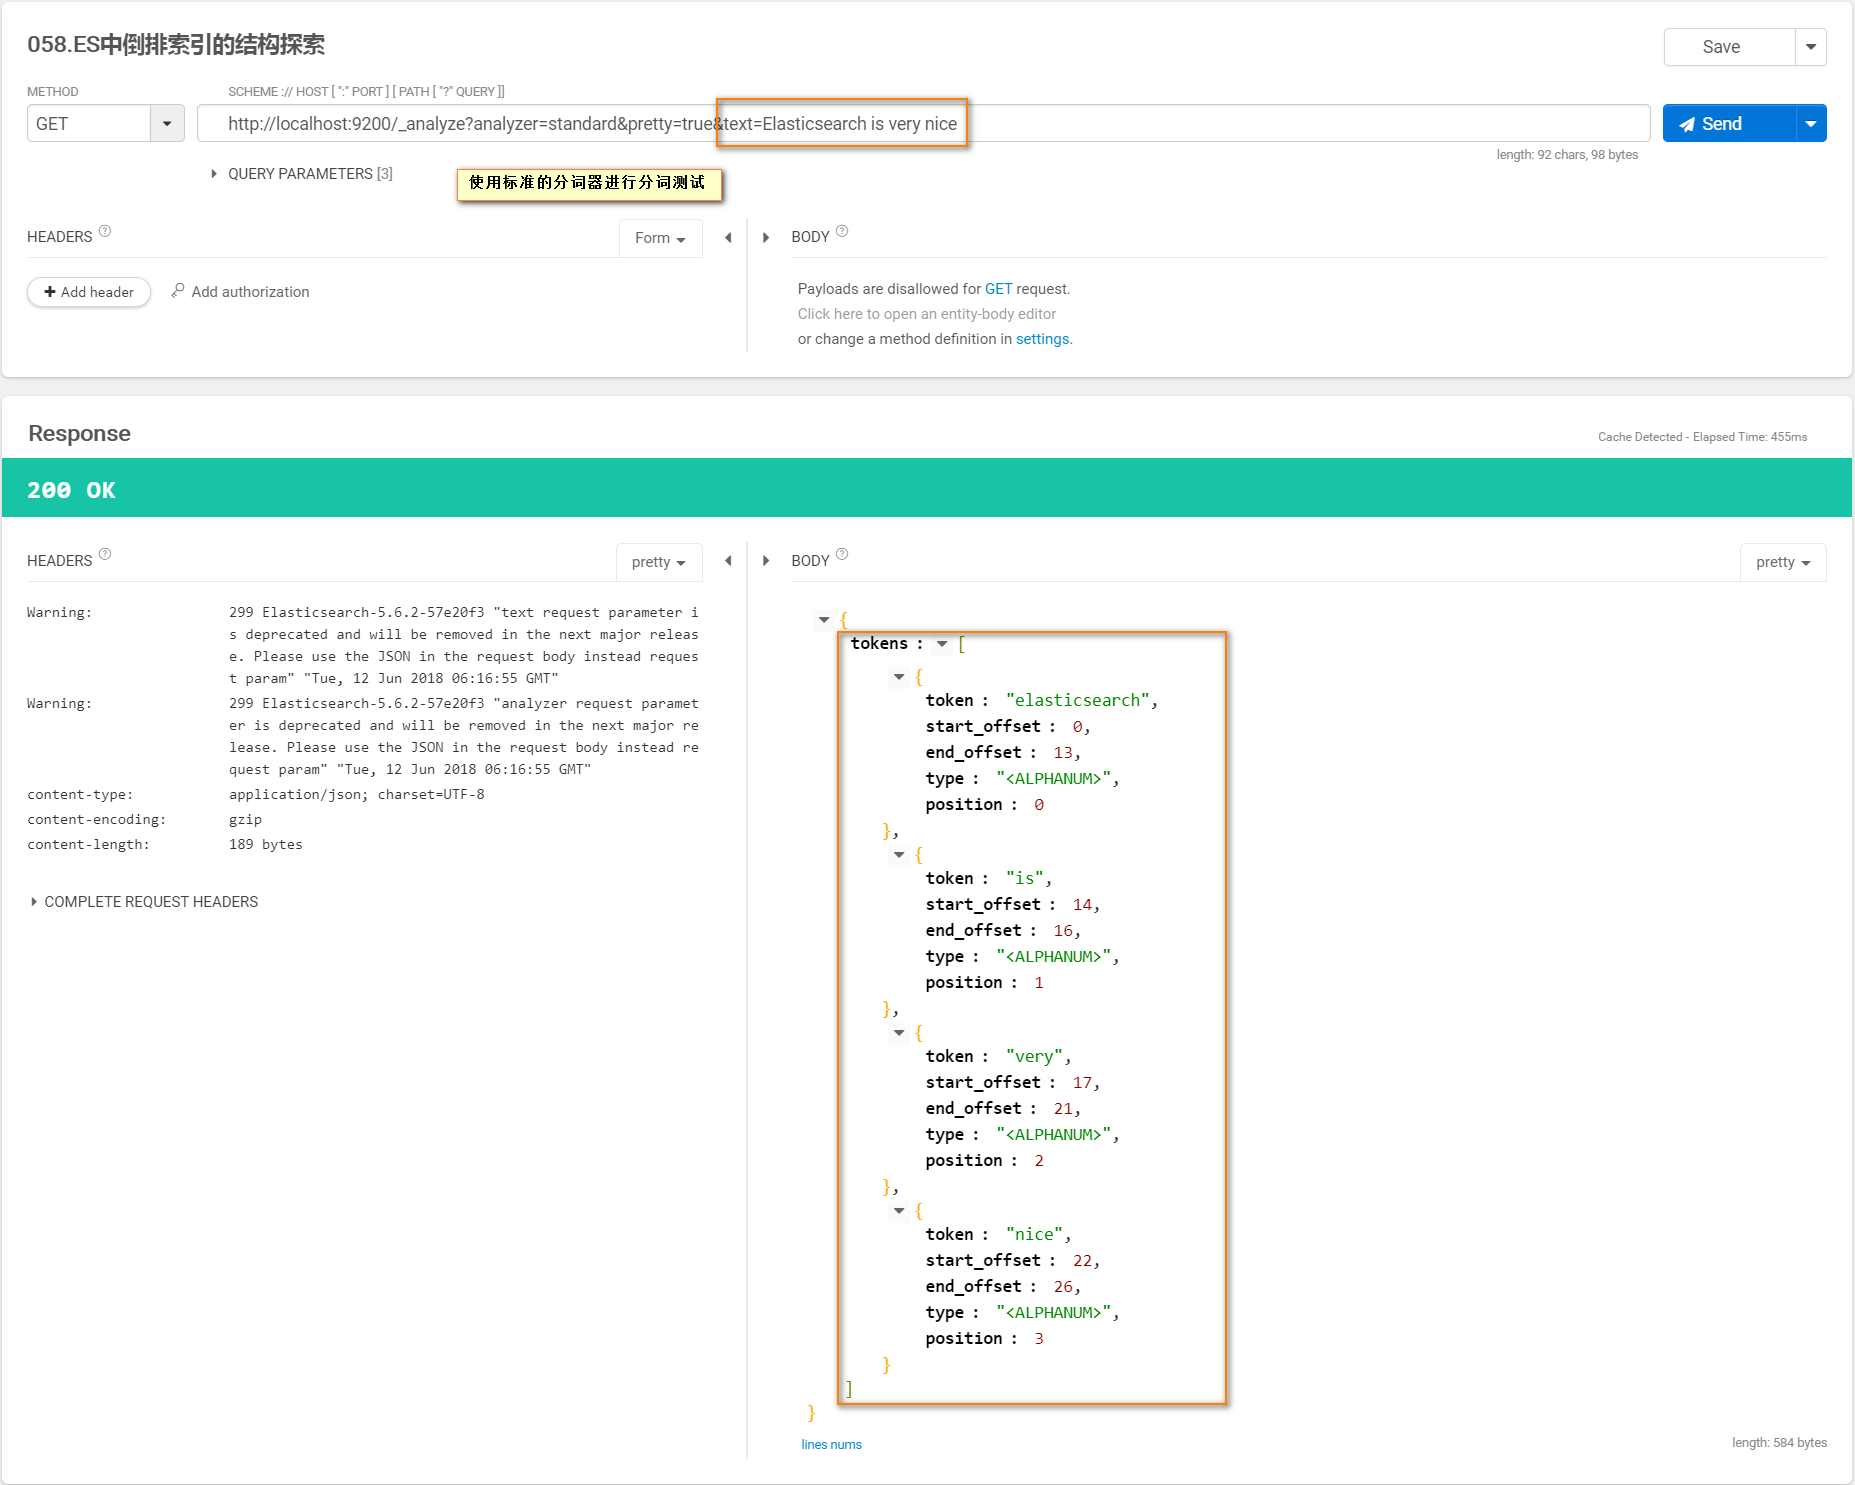 058.ES中倒排索引的结构探索
Save
METHOD
SCHEME :// HOST [ ":" PORT ] [ PATH [ "?" QUERY ]]
GET
http://localhost:9200/_analyze?analyzer=standard&pretty=true&text=Elasticsearch is very nice
Send
length: 92 chars, 98 bytes
QUERY PARAMETERS [3]
使用标准的分词器进行分词测试
HEADERS ?
Form
BODY ?
Add header
Add authorization
Payloads are disallowed for GET request.
Click here to open an entity-body editor
or change a method definition in settings.
Response
Cache Detected - Elapsed Time: 455ms
200 OK
HEADERS ?
pretty
BODY ?
pretty
Warning:
299 Elasticsearch-5.6.2-57e20f3 "text request parameter i
s deprecated and will be removed in the next major releas
e. Please use the JSON in the request body instead reques
t param" "Tue, 12 Jun 2018 06:16:55 GMT"
Warning:
299 Elasticsearch-5.6.2-57e20f3 "analyzer request paramet
er is deprecated and will be removed in the next major re
lease. Please use the JSON in the request body instead re
quest param" "Tue, 12 Jun 2018 06:16:55 GMT"
content-type:
application/json; charset=UTF-8
content-encoding:
gzip
content-length:
189 bytes
COMPLETE REQUEST HEADERS
{
tokens : [
{
token : "elasticsearch",
start_offset : 0,
end_offset : 13,
type : "<ALPHANUM>",
position : 0
},
{
token : "is",
start_offset : 14,
end_offset : 16,
type : "<ALPHANUM>",
position : 1
},
{
token : "very",
start_offset : 17,
end_offset : 21,
type : "<ALPHANUM>",
position : 2
},
{
token : "nice",
start_offset : 22,
end_offset : 26,
type : "<ALPHANUM>",
position : 3
}
]
}
lines nums
length: 584 bytes